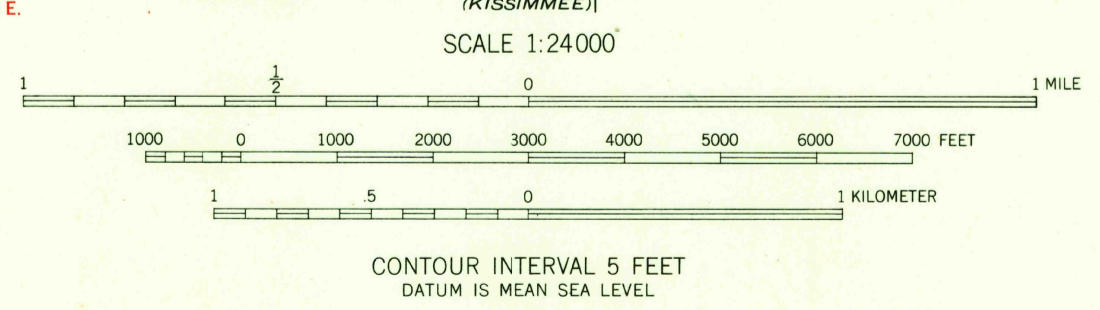 E.
(KISSIMMEE)
SCALE 1:24000
1 1/2 0 1 MILE
1000 0 1000 2000 3000 4000 5000 6000 7000 FEET
1 .5 0 1 KILOMETER
CONTOUR INTERVAL 5 FEET
DATUM IS MEAN SEA LEVEL